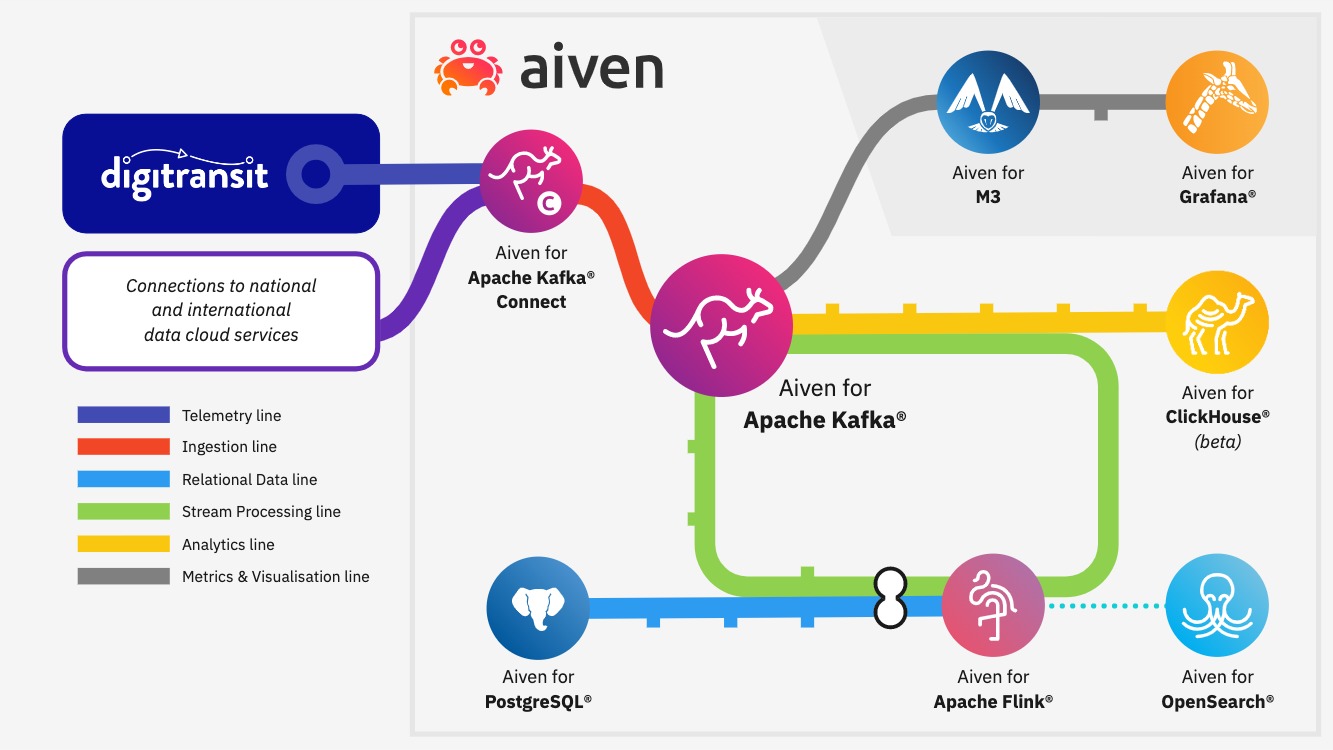 aiven
digitransit
Connections to national
and international
data cloud services
Aiven for
Apache Kafka®
Connect
Aiven for
M3
Aiven for
Grafana®
Aiven for
Apache Kafka®
Aiven for
ClickHouse®
(beta)
Telemetry line
Ingestion line
Relational Data line
Stream Processing line
Analytics line
Metrics & Visualisation line
Aiven for
PostgreSQL®
Aiven for
Apache Flink®
Aiven for
OpenSearch®
C